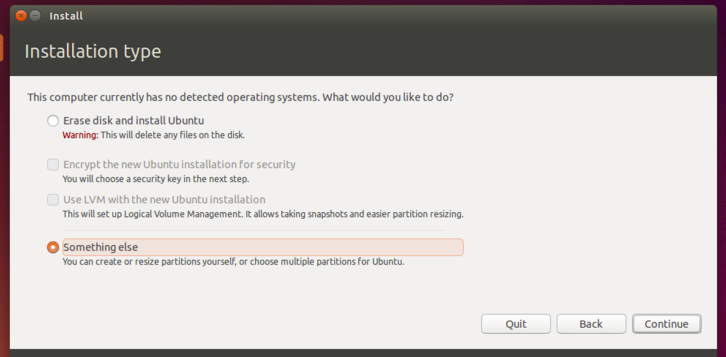 Install
Installation type
This computer currently has no detected operating systems. What would you like to do?
Erase disk and install Ubuntu
Warning: This will delete any files on the disk.
Encrypt the new Ubuntu installation for security
You will choose a security key in the next step.
Use LVM with the new Ubuntu installation
This will set up Logical Volume Management. It allows taking snapshots and easier partition resizing.
Something else
You can create or resize partitions yourself, or choose multiple partitions for Ubuntu.
Quit Back Continue